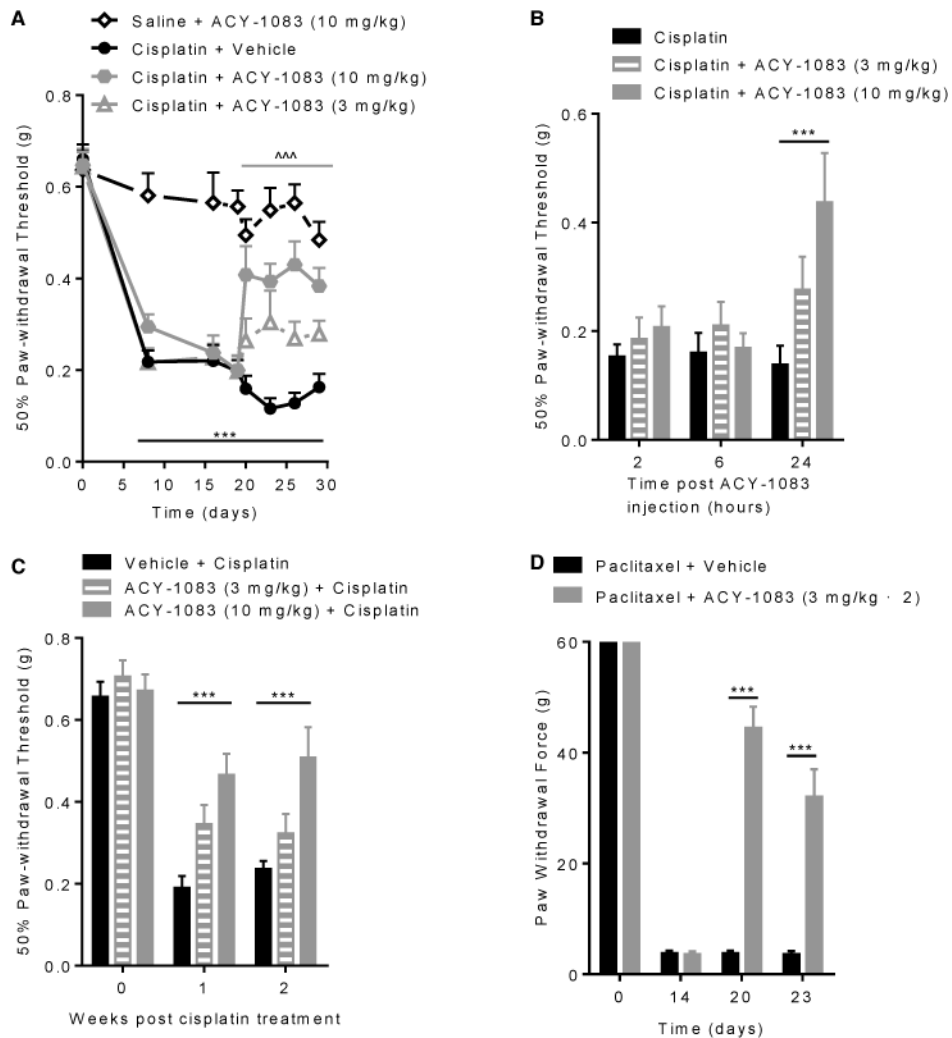 A
Saline + ACY-1083 (10 mg/kg)
Cisplatin + Vehicle
Cisplatin + ACY-1083 (10 mg/kg)
Cisplatin + ACY-1083 (3 mg/kg)
50% Paw-withdrawal Threshold (g)
0.8
0.6
0.4
0.2
0.0
^^^
***
0 5 10 15 20 25 30
Time (days)
B
Cisplatin
Cisplatin + ACY-1083 (3 mg/kg)
Cisplatin + ACY-1083 (10 mg/kg)
50% Paw-withdrawal Threshold (g)
0.6
0.4
0.2
0.0
***
2 6 24
Time post ACY-1083
injection (hours)
C
Vehicle + Cisplatin
ACY-1083 (3 mg/kg) + Cisplatin
ACY-1083 (10 mg/kg) + Cisplatin
50% Paw-withdrawal Threshold (g)
0.8
0.6
0.4
0.2
0.0
*** ***
0 1 2
Weeks post cisplatin treatment
D
Paclitaxel + Vehicle
Paclitaxel + ACY-1083 (3 mg/kg · 2)
Paw Withdrawal Force (g)
60
40
20
0
***
***
0 14 20 23
Time (days)